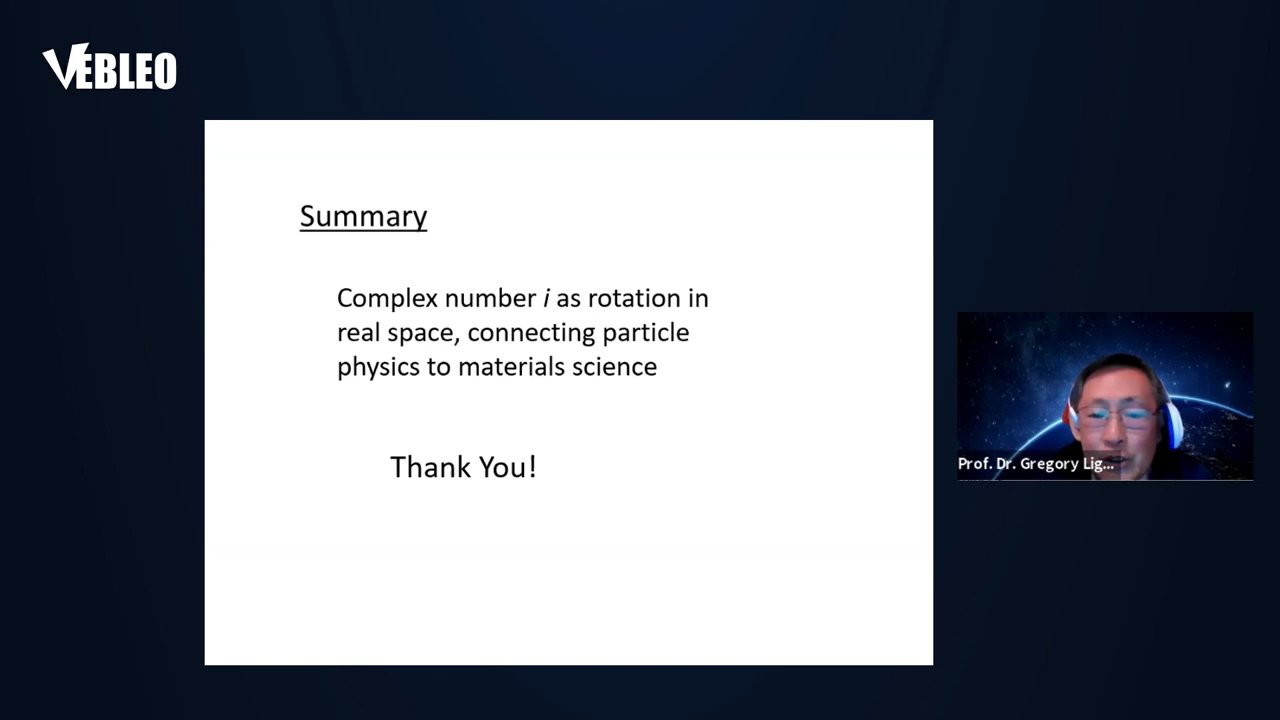 VEBLEO
Summary
Complex number i as rotation in
real space, connecting particle
physics to materials science
Thank You!
Prof. Dr. Gregory Lig...